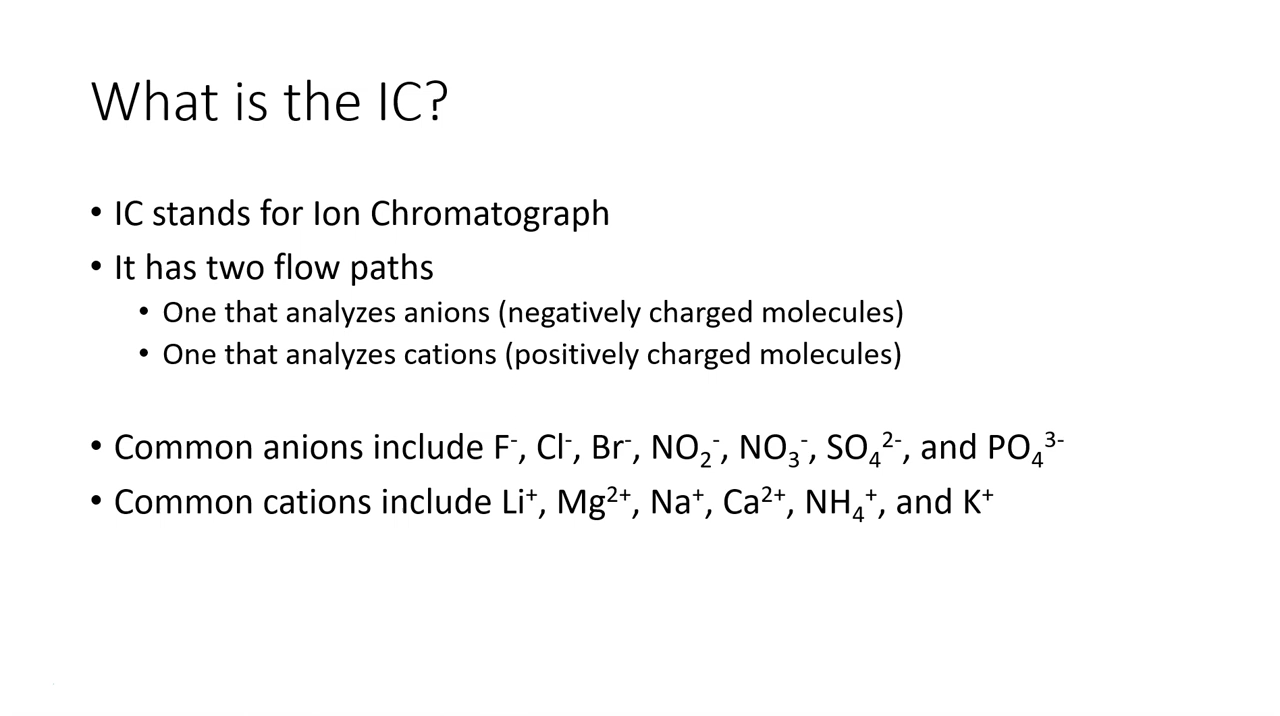 What is the IC?
• IC stands for Ion Chromatograph
• It has two flow paths
• One that analyzes anions (negatively charged molecules)
• One that analyzes cations (positively charged molecules)
• Common anions include F⁻, Cl⁻, Br⁻, NO₂⁻, NO₃⁻, SO₄²⁻, and PO₄³⁻
• Common cations include Li⁺, Mg²⁺, Na⁺, Ca²⁺, NH₄⁺, and K⁺